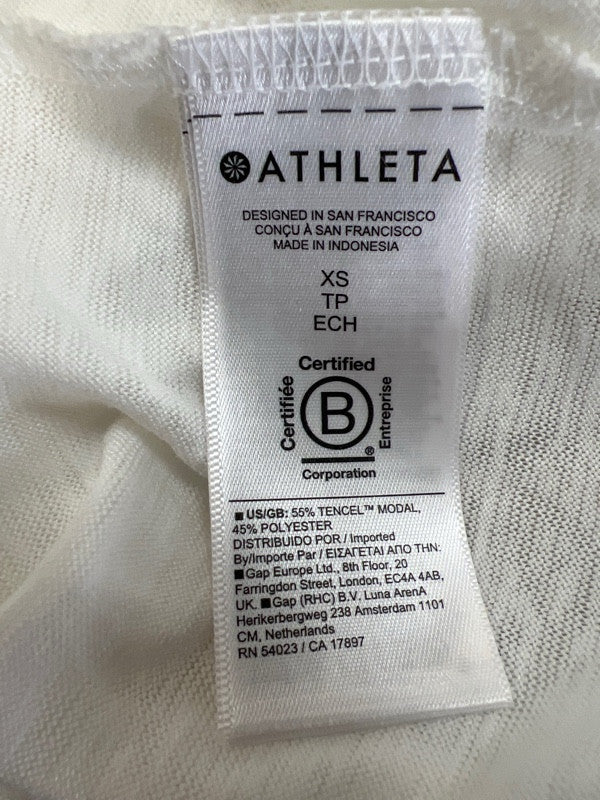 ATHLETA
DESIGNED IN SAN FRANCISCO
CONÇU À SAN FRANCISCO
MADE IN INDONESIA
XS
TP
ECH
Certified
Certifiée
B
Entreprise
®
Corporation
■ US/GB: 55% TENCEL™ MODAL,
45% POLYESTER
DISTRIBUIDO POR / Imported
By/Importe Par / ΕΙΣΑΓΕΤΑΙ ΑΠΟ ΤΗΝ:
■Gap Europe Ltd., 8th Floor, 20
Farringdon Street, London, EC4A 4AB,
UK. ■Gap (RHC) B.V. Luna ArenA
Herikerbergweg 238 Amsterdam 1101
CM, Netherlands
RN 54023 / CA 17897